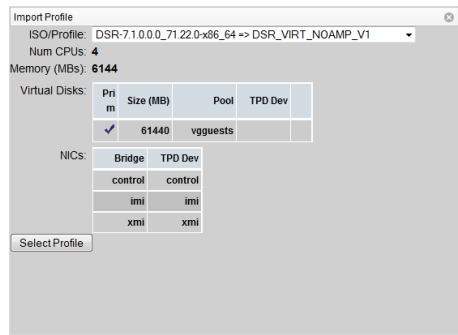 Import Profile
ISO/Profile: DSR-7.1.0.0.0_71.22.0-x86_64 => DSR_VIRT_NOAMP_V1
Num CPUs: 4
Memory (MBs): 6144
Virtual Disks:
Prim Size (MB) Pool TPD Dev
61440 vgguests
NICs:
Bridge TPD Dev
control control
imi imi
xmi xmi
Select Profile